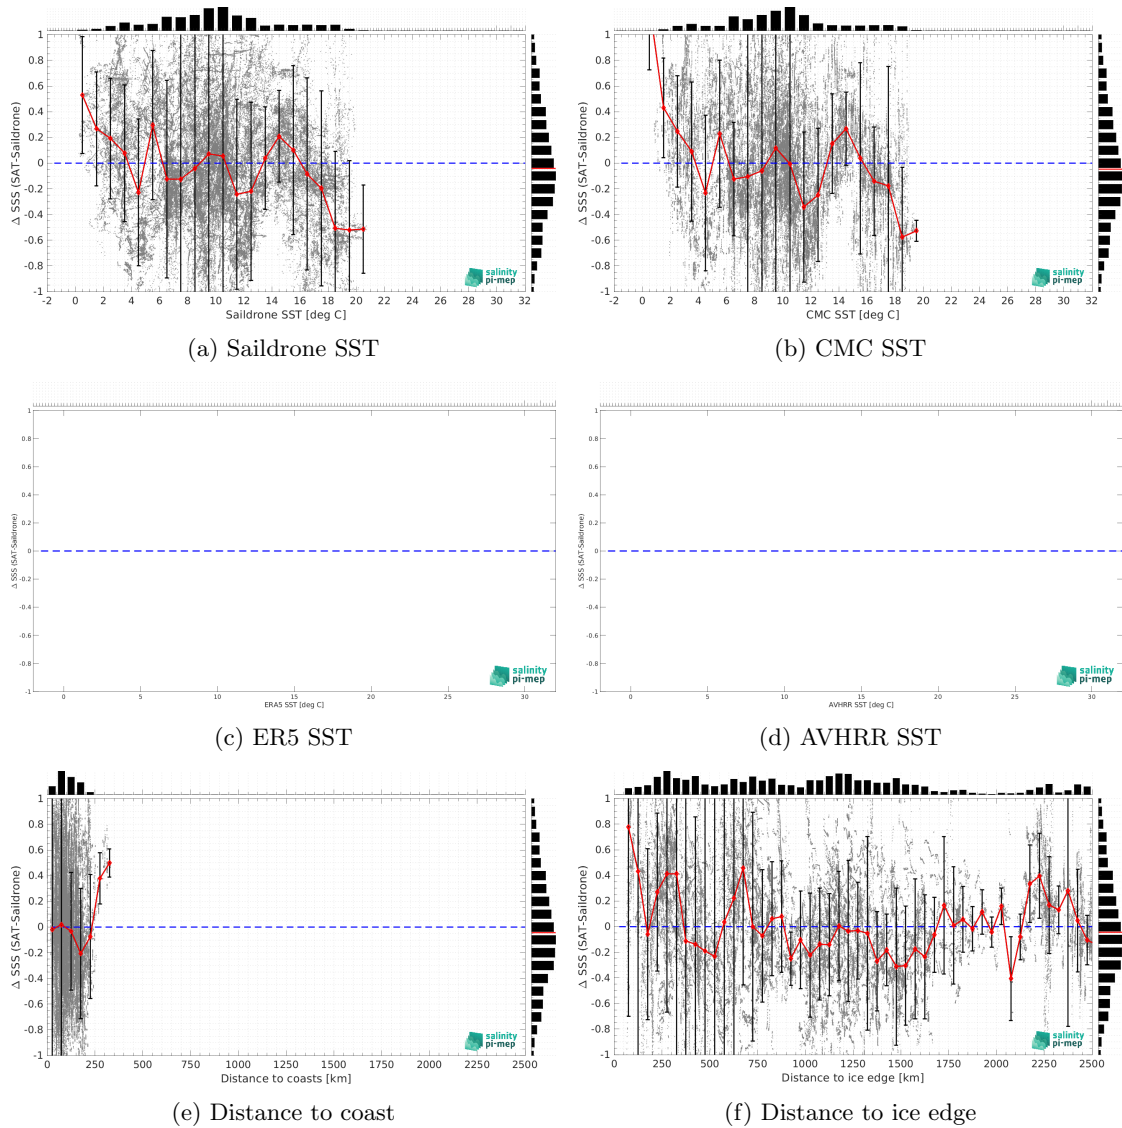 1
0.8
0.6
0.4
0.2
0
-0.2
-0.4
-0.6
-0.8
-1
Δ SSS (SAT-Saildrone)
salinity
pi-mep
-2 0 2 4 6 8 10 12 14 16 18 20 22 24 26 28 30 32
Saildrone SST [deg C]
(a) Saildrone SST
1
0.8
0.6
0.4
0.2
0
-0.2
-0.4
-0.6
-0.8
-1
Δ SSS (SAT-Saildrone)
salinity
pi-mep
-2 0 2 4 6 8 10 12 14 16 18 20 22 24 26 28 30 32
CMC SST [deg C]
(b) CMC SST
1
0.8
0.6
0.4
0.2
0
-0.2
-0.4
-0.6
-0.8
-1
Δ SSS (SAT-Saildrone)
salinity
pi-mep
0 5 10 15 20 25 30
ERA5 SST [deg C]
(c) ER5 SST
1
0.8
0.6
0.4
0.2
0
-0.2
-0.4
-0.6
-0.8
-1
Δ SSS (SAT-Saildrone)
salinity
pi-mep
0 5 10 15 20 25 30
AVHRR SST [deg C]
(d) AVHRR SST
1
0.8
0.6
0.4
0.2
0
-0.2
-0.4
-0.6
-0.8
-1
Δ SSS (SAT-Saildrone)
salinity
pi-mep
0 250 500 750 1000 1250 1500 1750 2000 2250 2500
Distance to coasts [km]
(e) Distance to coast
1
0.8
0.6
0.4
0.2
0
-0.2
-0.4
-0.6
-0.8
-1
Δ SSS (SAT-Saildrone)
salinity
pi-mep
0 250 500 750 1000 1250 1500 1750 2000 2250 2500
Distance to ice edge [km]
(f) Distance to ice edge